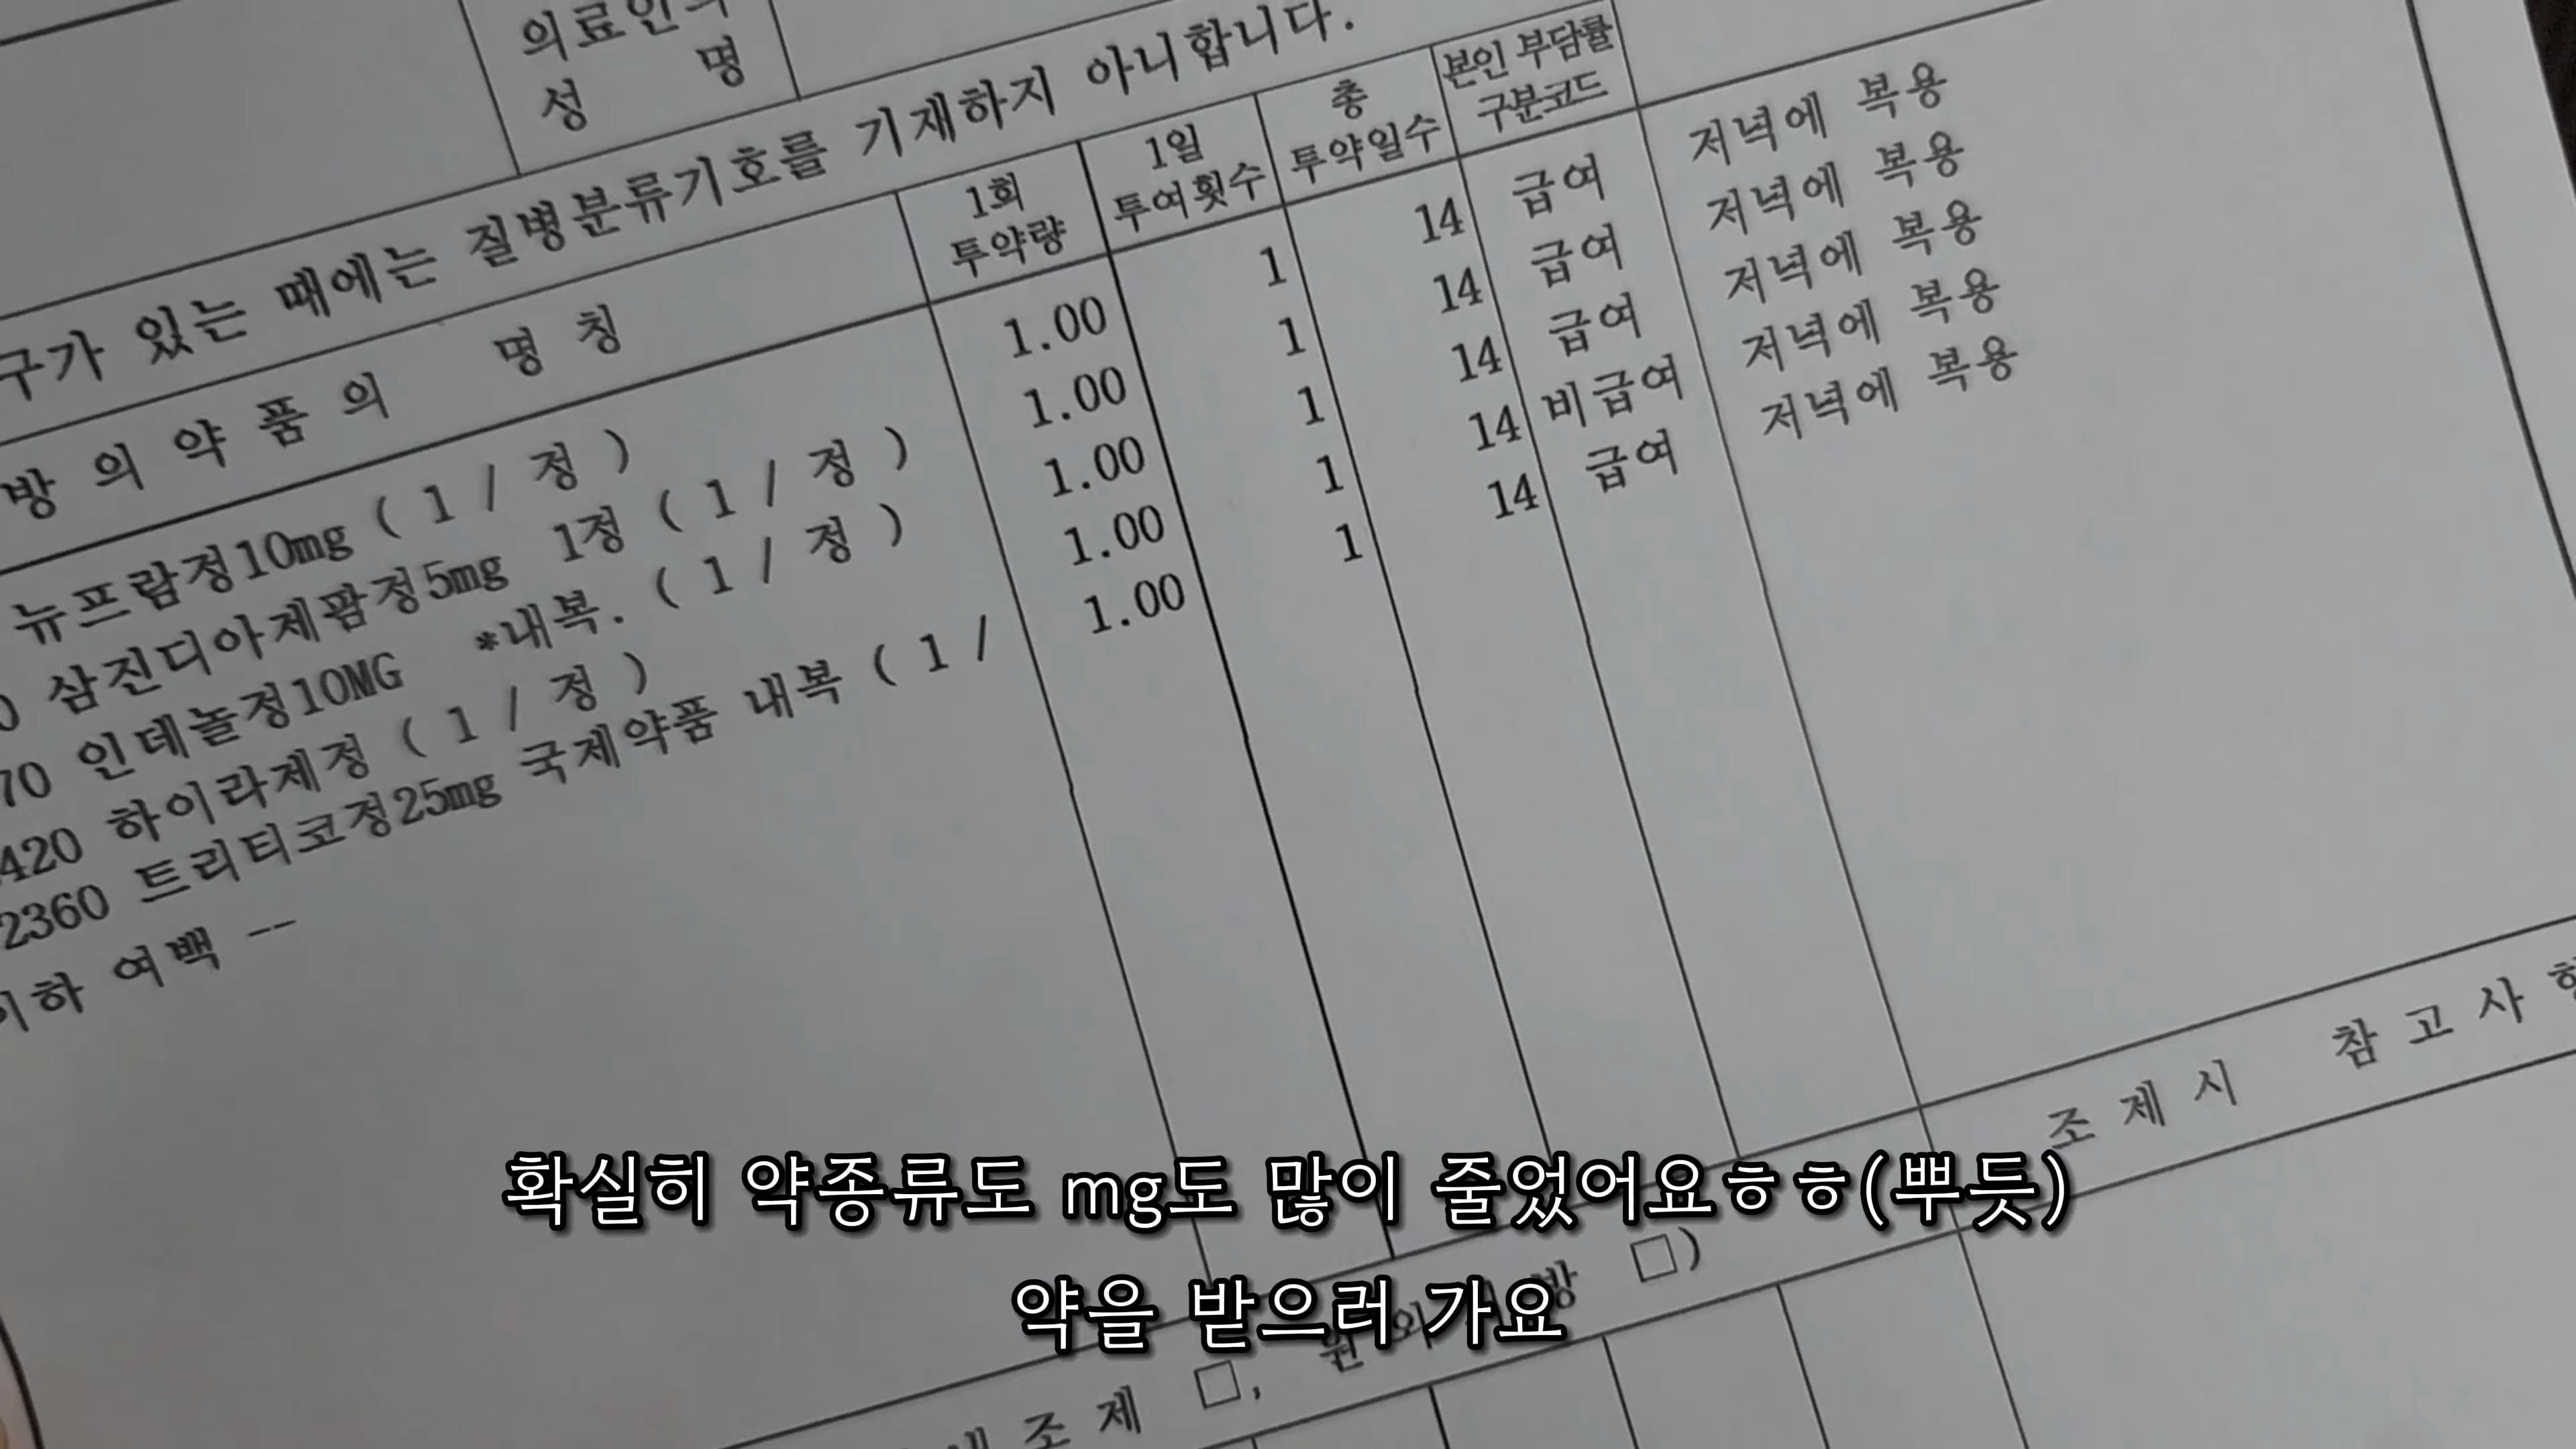 의료인의
성 명
구가 있는 때에는 질병분류기호를 기재하지 아니합니다.
방 의 약 품 의 명 칭
1회
투약량
1일
투여횟수
총
투약일수
본인 부담률
구분코드
뉴프람정10mg ( 1 / 정 ) 1.00 1 14 급여 저녁에 복용
0 삼진디아제팜정5mg 1정 ( 1 / 정 ) 1.00 1 14 급여 저녁에 복용
70 인데놀정10MG *내복. ( 1 / 정 ) 1.00 1 14 급여 저녁에 복용
420 하이라제정 ( 1 / 정 ) 1.00 1 14 비급여 저녁에 복용
2360 트리티코정25mg 국제약품 내복 ( 1 / 1.00 1 14 급여 저녁에 복용
이하 여백 --
조 제 시 참 고 사
확실히 약종류도 mg도 많이 줄었어요ㅎㅎ(뿌듯)
약을 받으러 가요
조 제 □, 원 방 □)